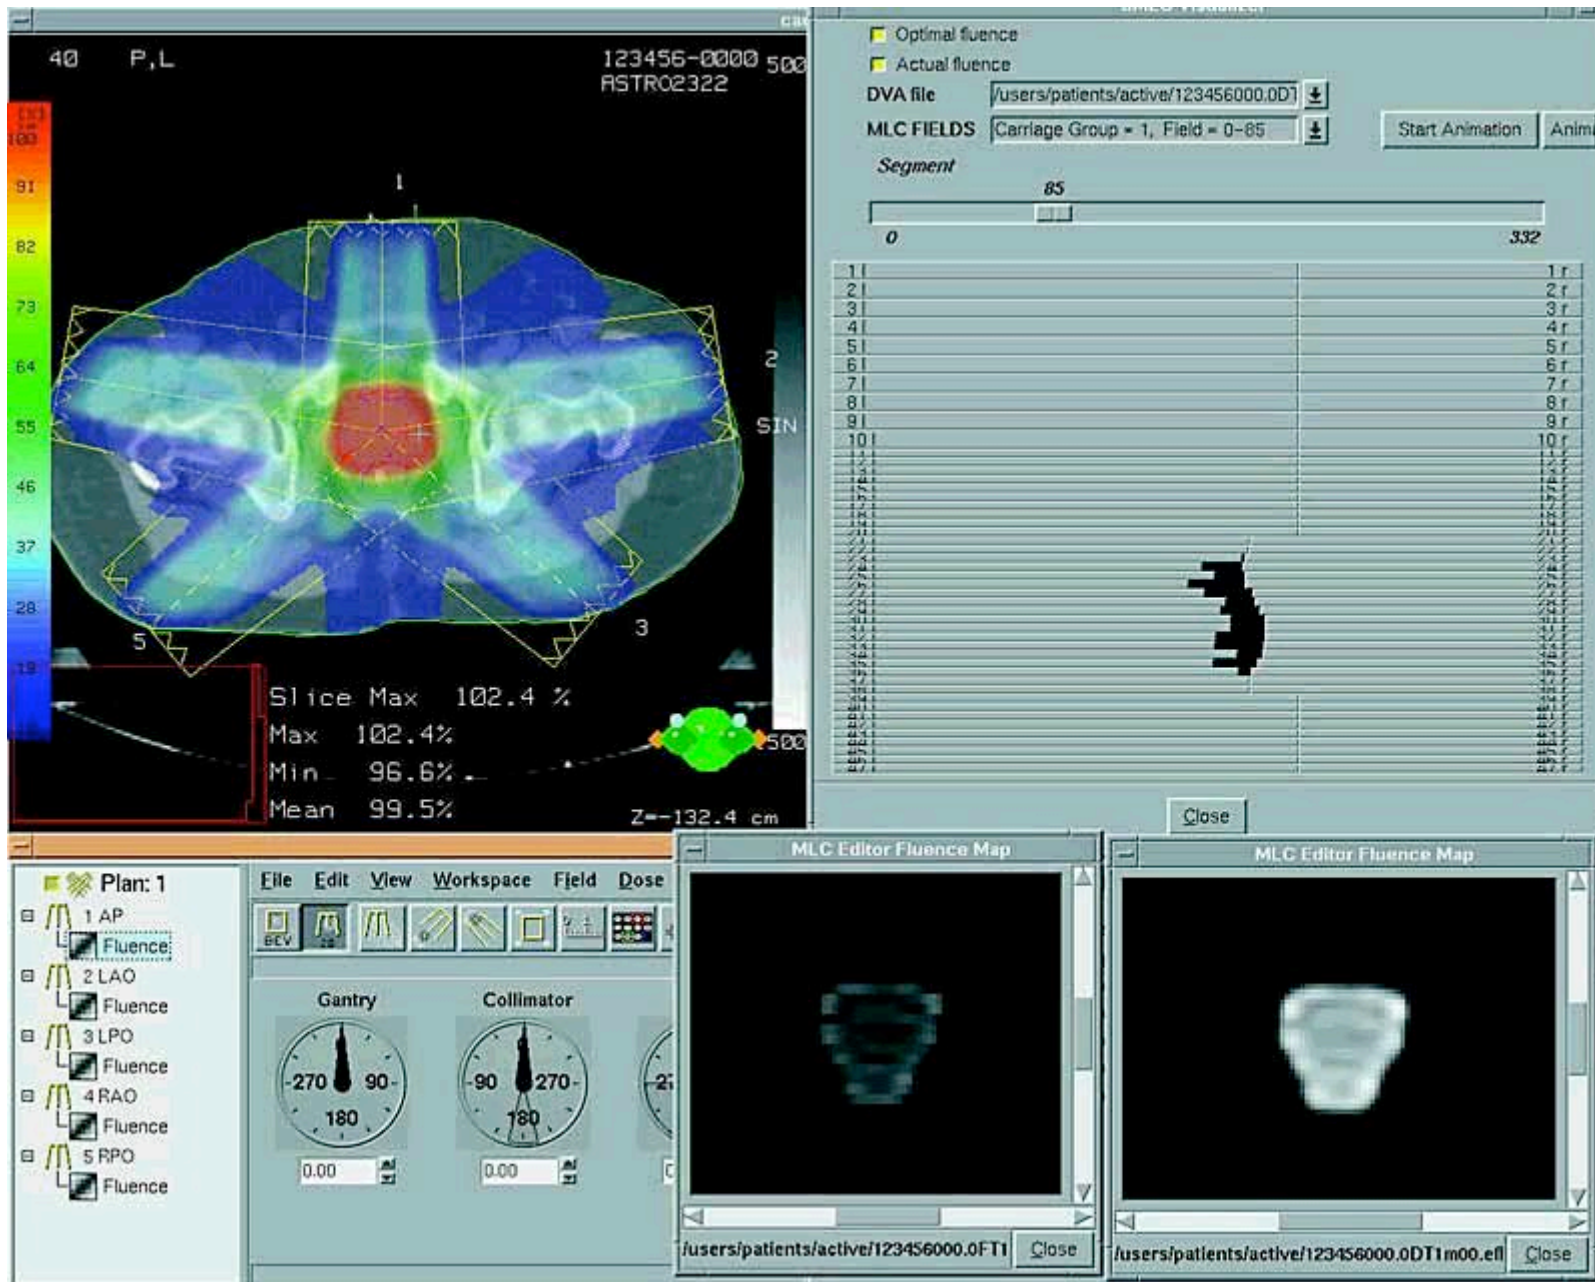 40 P,L
123456-0000 500
ASTRO2322
100
91
82
73
64
55
46
37
28
19
1
2
SIN
3
5
500
Slice Max 102.4 %
Max 102.4%
Min 96.6%
Mean 99.5%
Z=-132.4 cm
Optimal fluence
Actual fluence
DVA file /users/patients/active/123456000.0DT
MLC FIELDS Carriage Group = 1, Field = 0-85
Start Animation
Segment
85
0 332
1 l 1 r
2 l 2 r
3 l 3 r
4 l 4 r
5 l 5 r
6 l 6 r
7 l 7 r
8 l 8 r
9 l 9 r
10 l 10 r
Close
Plan: 1
1 AP
Fluence
2 LAO
Fluence
3 LPO
Fluence
4 RAO
Fluence
5 RPO
Fluence
File Edit View Workspace Field Dose
BEV
Gantry Collimator
270 90
180
90 270
180
0.00 0.00
MLC Editor Fluence Map
/users/patients/active/123456000.0FT1 Close
MLC Editor Fluence Map
/users/patients/active/123456000.0DT1m00.efl Close